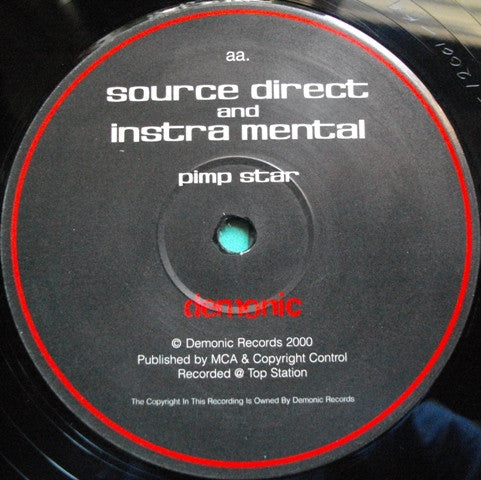 aa.
source direct
and
instra mental
pimp star
demonic
© Demonic Records 2000
Published by MCA & Copyright Control
Recorded @ Top Station
The Copyright In This Recording Is Owned By Demonic Records